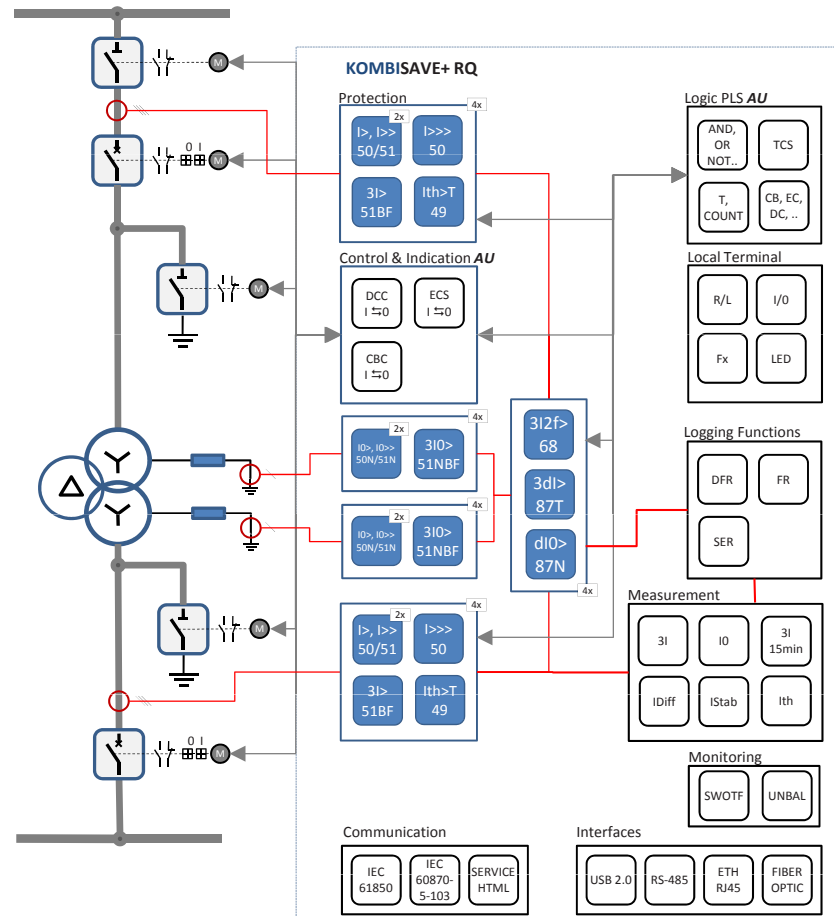 KOMBISAVE+ RQ
Protection
4x
2x
I>, I>>
50/51
I>>>
50
3I>
51BF
Ith>T
49
Logic PLS AU
AND,
OR
NOT..
TCS
T,
COUNT
CB, EC,
DC, ..
M
O I
M
M
Control & Indication AU
DCC
I ⇆0
ECS
I ⇆0
CBC
I ⇆0
Local Terminal
R/L
I/0
Fx
LED
4x
2x
I0>, I0>>
50N/51N
3I0>
51NBF
4x
2x
I0>, I0>>
50N/51N
3I0>
51NBF
3I2f>
68
3dI>
87T
dI0>
87N
4x
Logging Functions
DFR
FR
SER
4x
2x
I>, I>>
50/51
I>>>
50
3I>
51BF
Ith>T
49
Measurement
3I
I0
3I
15min
IDiff
IStab
Ith
M
O I
M
Monitoring
SWOTF
UNBAL
Communication
IEC
61850
IEC
60870-
5-103
SERVICE
HTML
Interfaces
USB 2.0
RS-485
ETH
RJ45
FIBER
OPTIC